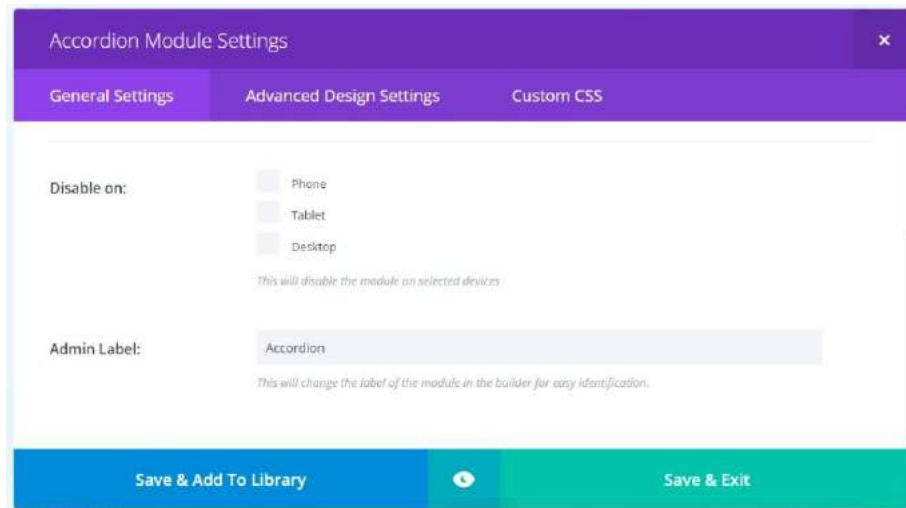 Accordion Module Settings
General Settings
Advanced Design Settings
Custom CSS
Disable on:
Phone
Tablet
Desktop
This will disable the module on selected devices
Admin Label:
Accordion
This will change the label of the module in the builder for easy identification.
Save & Add To Library
Save & Exit